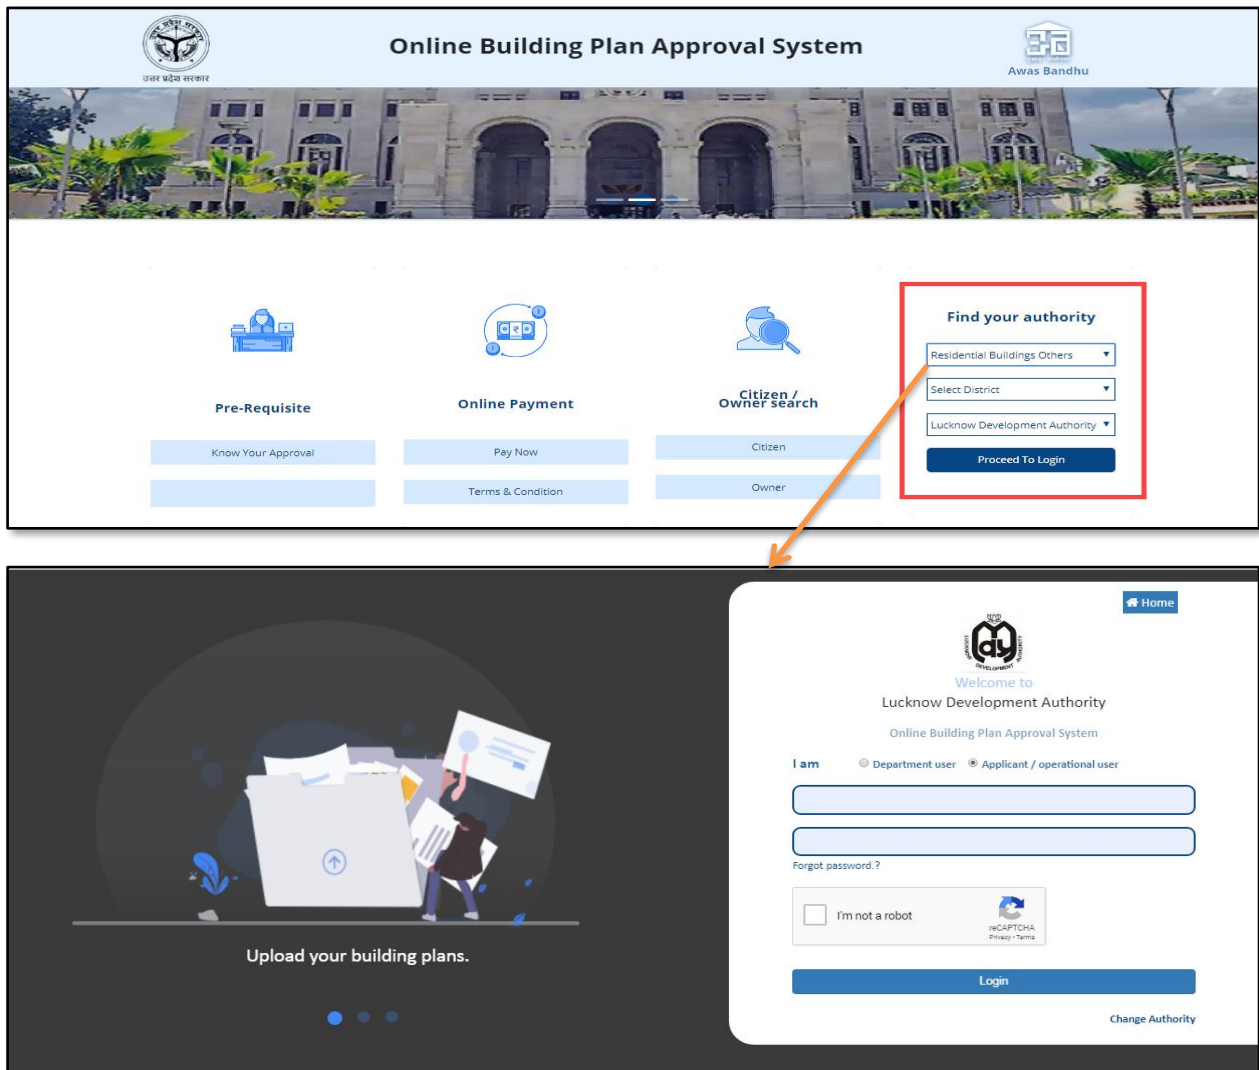 उत्तर प्रदेश सरकार
Online Building Plan Approval System
Awas Bandhu
Pre-Requisite
Know Your Approval
Online Payment
Pay Now
Terms & Condition
Citizen /
Owner search
Citizen
Owner
Find your authority
Residential Buildings Others
Select District
Lucknow Development Authority
Proceed To Login
Upload your building plans.
Home
LUCKNOW DEVELOPMENT AUTHORITY
Welcome to
Lucknow Development Authority
Online Building Plan Approval System
I am Department user Applicant / operational user
Forgot password.?
I'm not a robot
reCAPTCHA
Privacy - Terms
Login
Change Authority